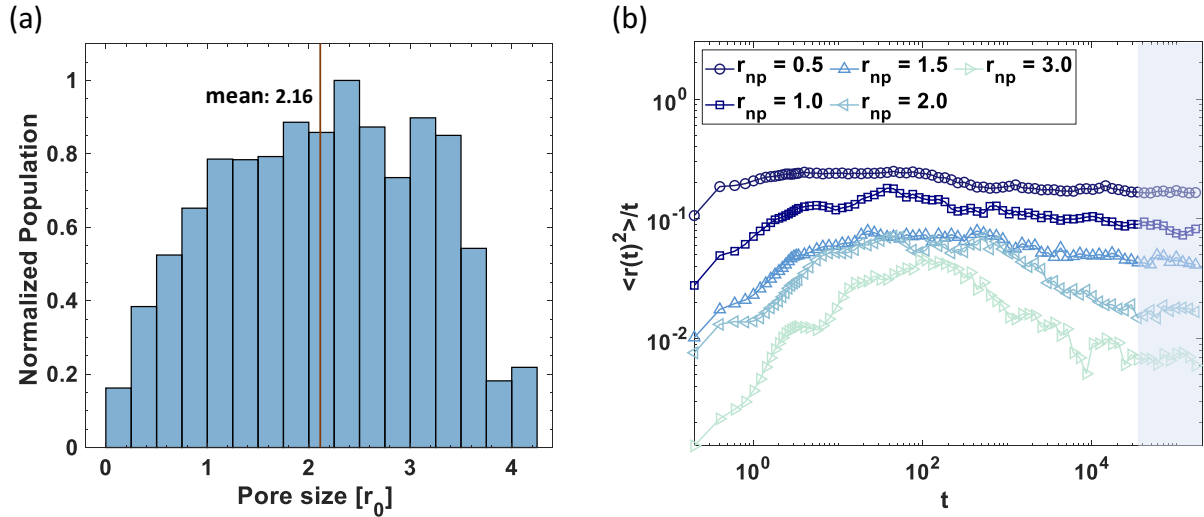 (a)
mean: 2.16
Normalized Population
0
0.2
0.4
0.6
0.8
1
0 1 2 3 4
Pore size [r_0]
(b)
r_np = 0.5 r_np = 1.5 r_np = 3.0
r_np = 1.0 r_np = 2.0
<r(t)^2>/t
10^0
10^-1
10^-2
10^0 10^2 10^4
t